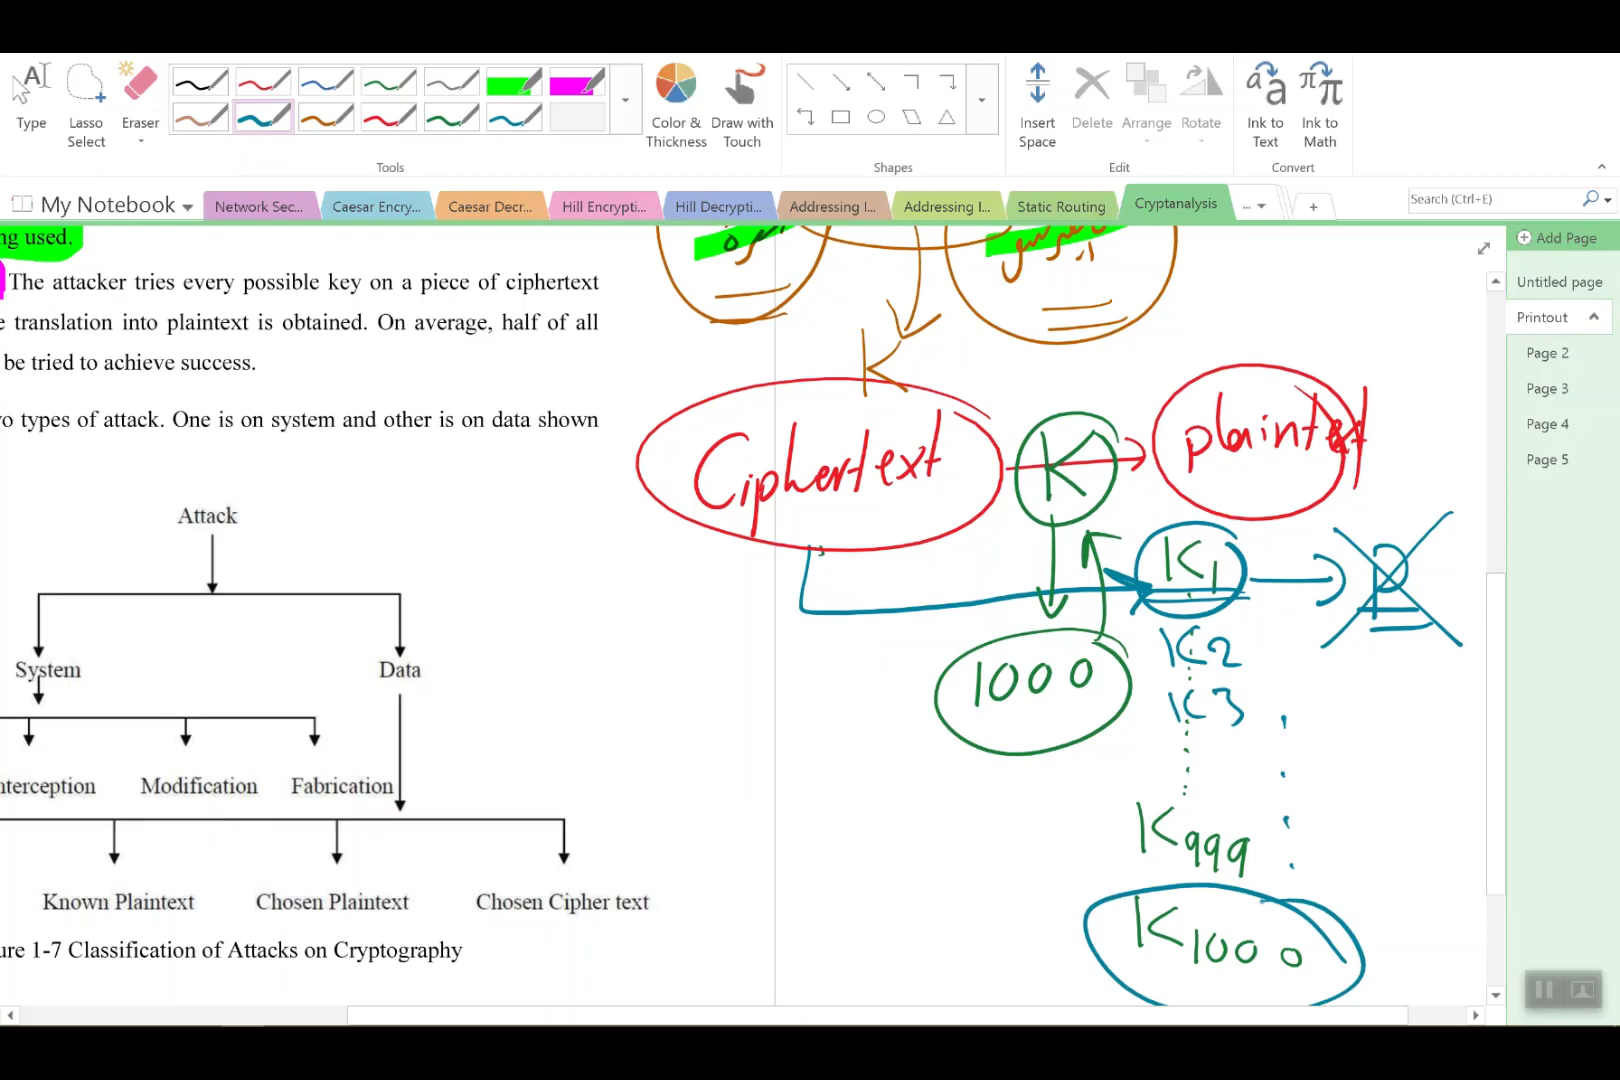 Type
Lasso Select
Eraser
Color & Thickness
Draw with Touch
Insert Space
Delete
Arrange
Rotate
Ink to Text
Ink to Math
Tools
Shapes
Edit
Convert
My Notebook
Network Sec...
Caesar Encry...
Caesar Decr...
Hill Encrypti...
Hill Decrypti...
Addressing I...
Addressing I...
Static Routing
Cryptanalysis
...
Search (Ctrl+E)
Add Page
Untitled page
Printout
Page 2
Page 3
Page 4
Page 5
ng used.
The attacker tries every possible key on a piece of ciphertext
e translation into plaintext is obtained. On average, half of all
be tried to achieve success.
vo types of attack. One is on system and other is on data shown
Attack
System
Data
nterception
Modification
Fabrication
Known Plaintext
Chosen Plaintext
Chosen Cipher text
ure 1-7 Classification of Attacks on Cryptography
K
Ciphertext
K
plaintext
K1
P
1000
K2
K3
K999
K1000